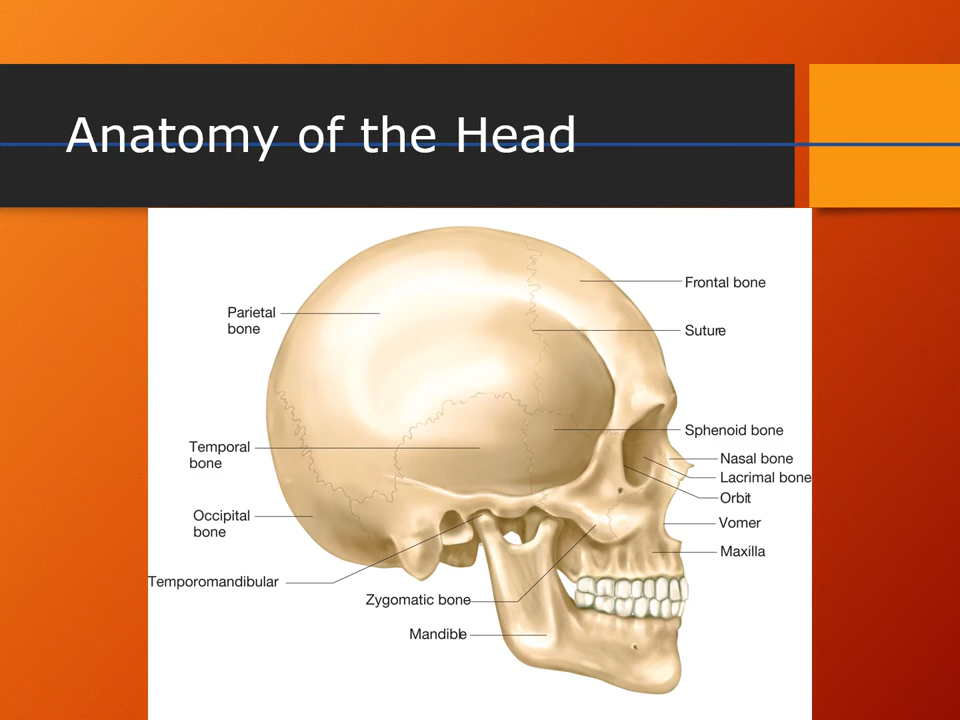 Anatomy of the Head
Frontal bone
Parietal
bone
Suture
Sphenoid bone
Temporal
bone
Nasal bone
Lacrimal bone
Orbit
Occipital
bone
Vomer
Maxilla
Temporomandibular
Zygomatic bone
Mandible